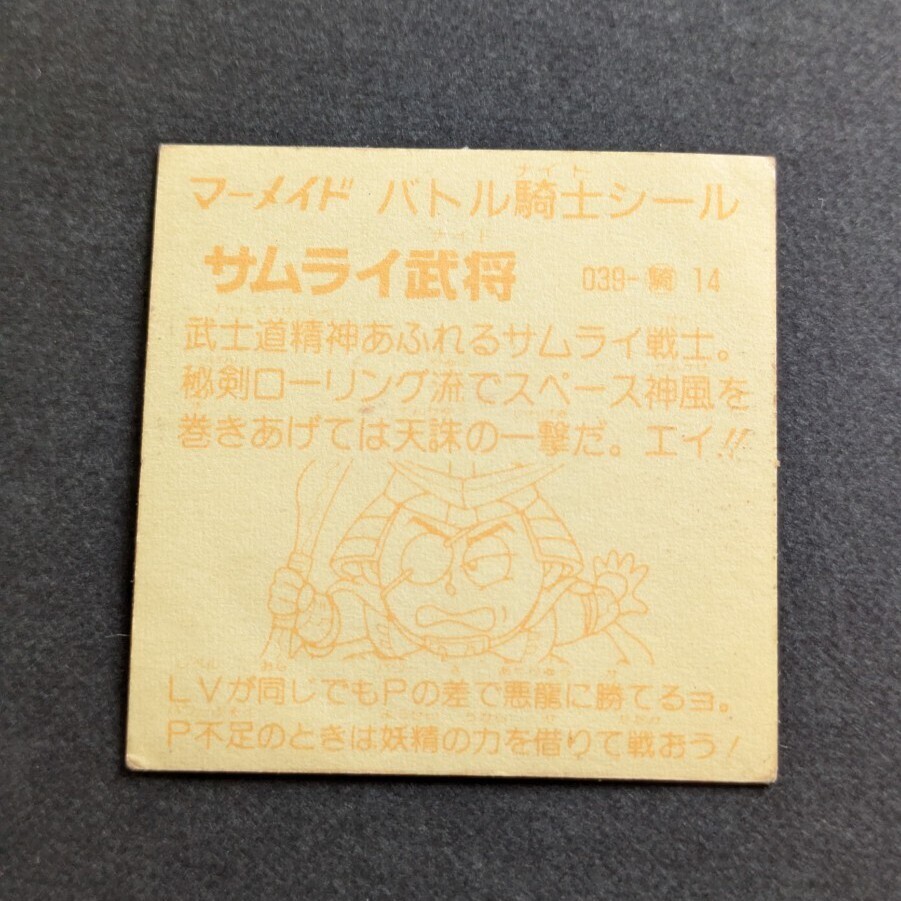 マーメイド バトル騎士シール
サムライ武将 039-騎 14
武士道精神あふれるサムライ戦士。
秘剣ローリング流でスペース神風を
巻きあげては天誅の一撃だ。エイ!!
LVが同じでもPの差で悪龍に勝てるヨ。
P不足のときは妖精の力を借りて戦おう!